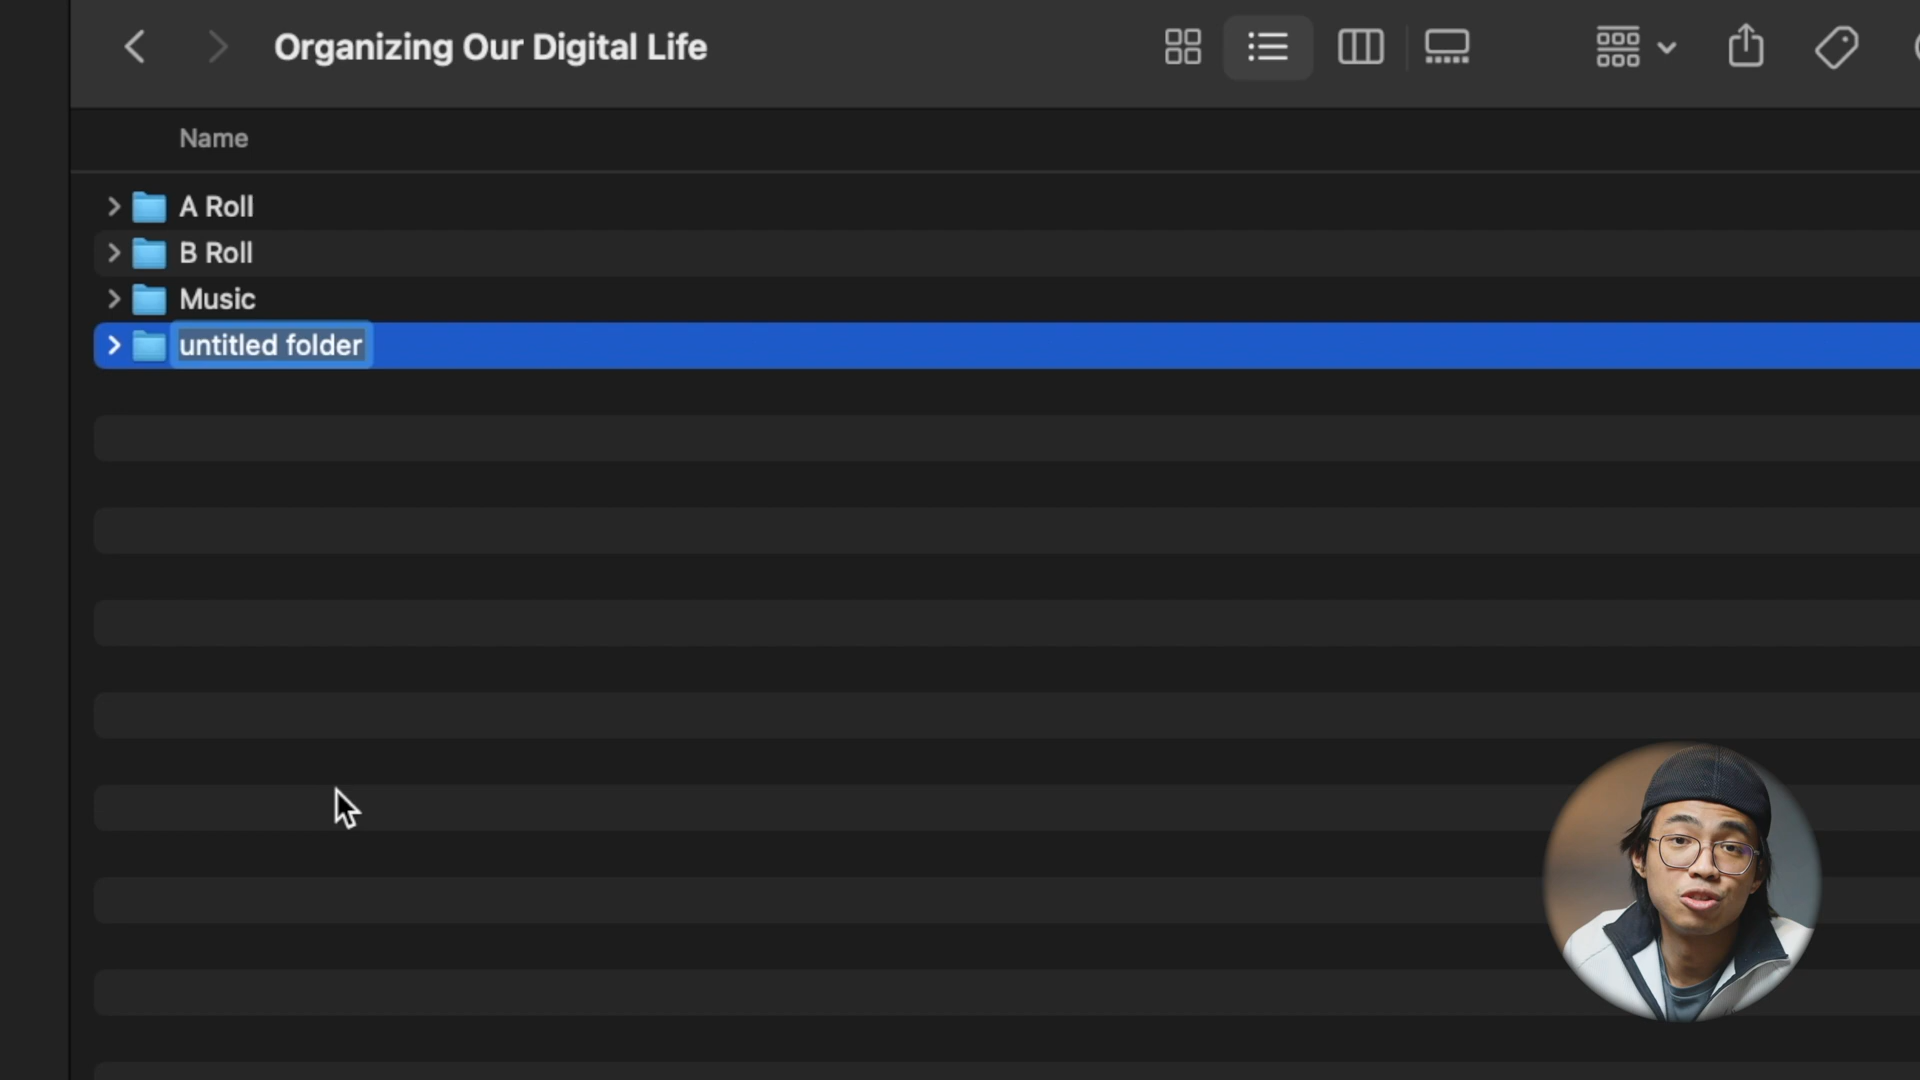 Organizing Our Digital Life
Name
A Roll
B Roll
Music
untitled folder